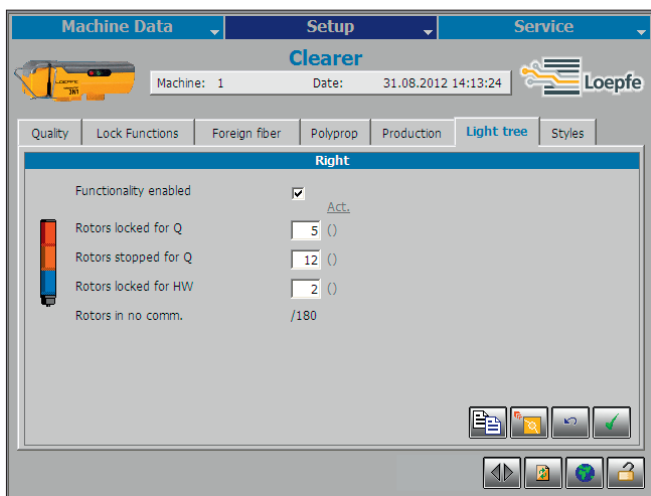 Machine Data Setup Service
Clearer
Machine: 1 Date: 31.08.2012 14:13:24 Loepfe
Quality Lock Functions Foreign fiber Polyprop Production Light tree Styles
Right
Functionality enabled
Act.
Rotors locked for Q 5 ()
Rotors stopped for Q 12 ()
Rotors locked for HW 2 ()
Rotors in no comm. /180